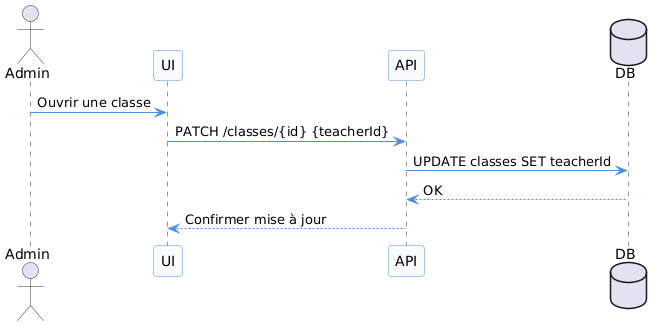 Admin
UI
API
DB
Ouvrir une classe
PATCH /classes/{id} {teacherId}
UPDATE classes SET teacherId
OK
Confirmer mise à jour
Admin
UI
API
DB